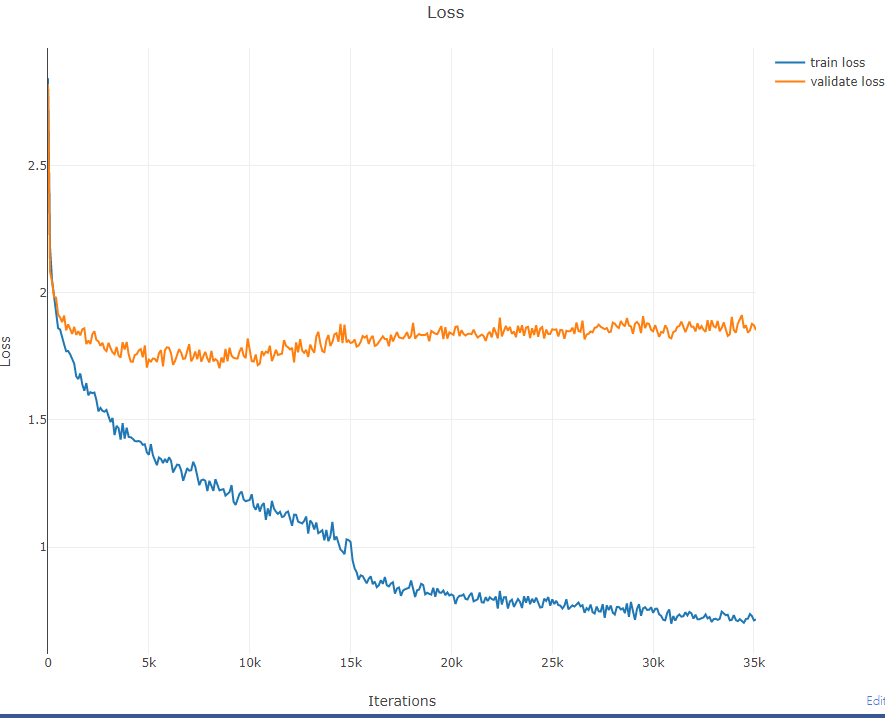 Loss
train loss
validate loss
2.5
2
1.5
1
Loss
0
5k
10k
15k
20k
25k
30k
35k
Iterations
Edit